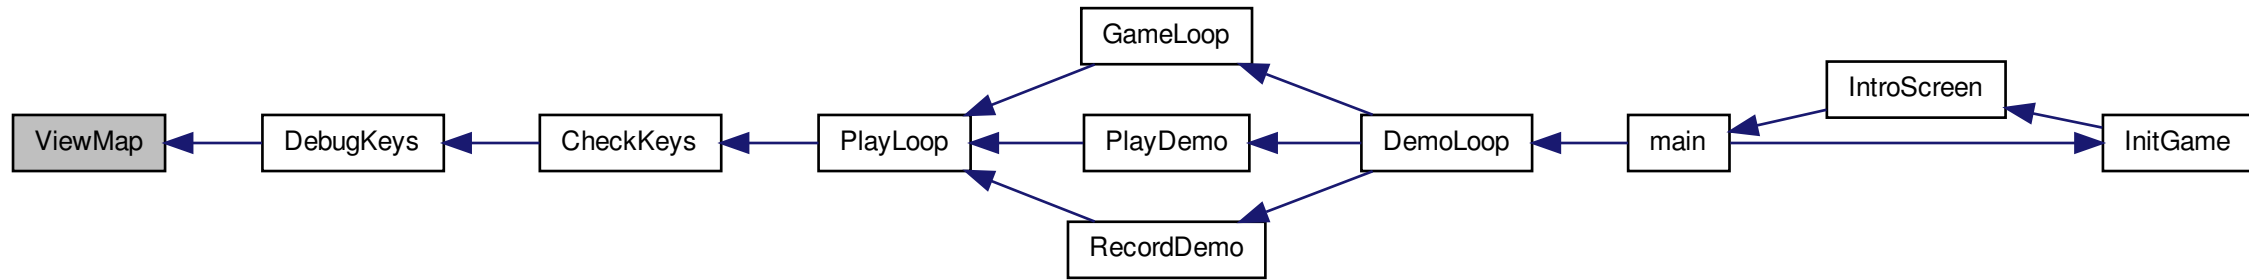 ViewMap
DebugKeys
CheckKeys
PlayLoop
GameLoop
PlayDemo
RecordDemo
DemoLoop
main
IntroScreen
InitGame